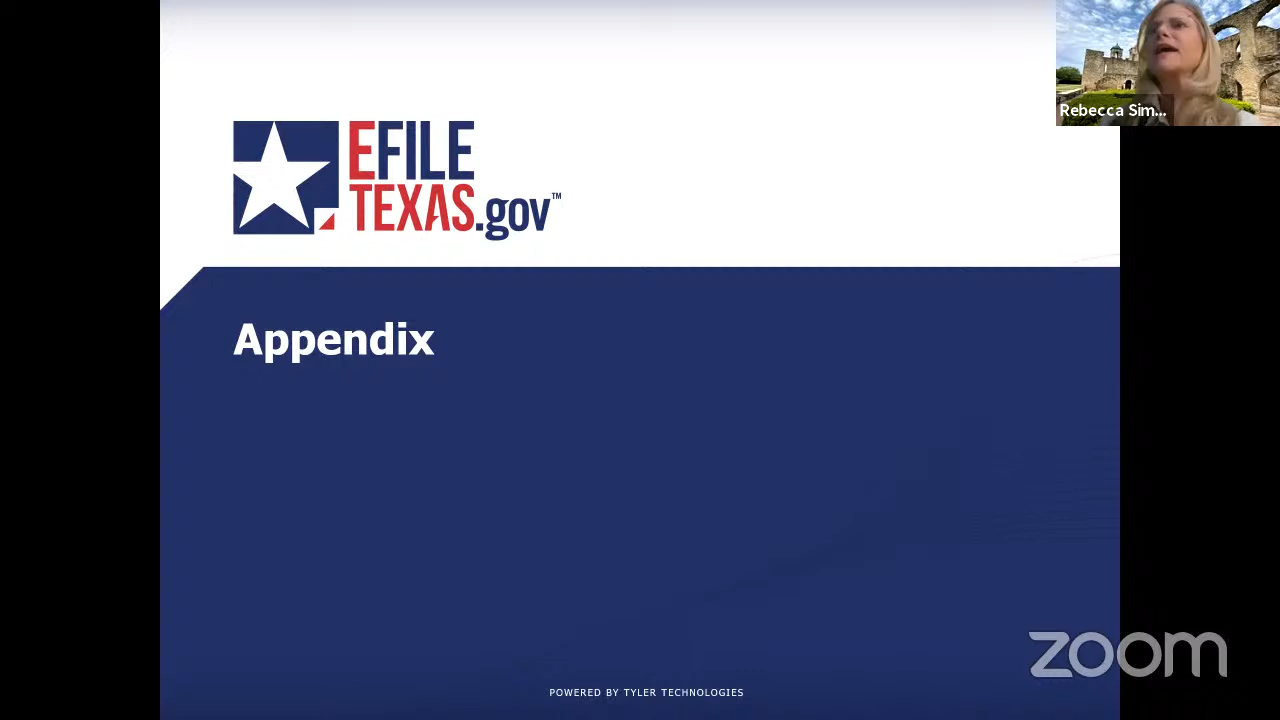 EFILE
TEXAS.gov™
Rebecca Sim...
Appendix
zoom
POWERED BY TYLER TECHNOLOGIES